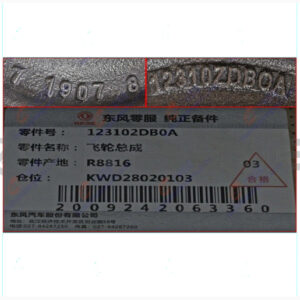 7 7907 8
12310ZDB0A
东风零服 纯正备件
零件号： 123102DB0A
零件名称： 飞轮总成
零件产地： R8816
03
合格
仓位： KWD28020103
2009242063360
东风汽车股份有限公司